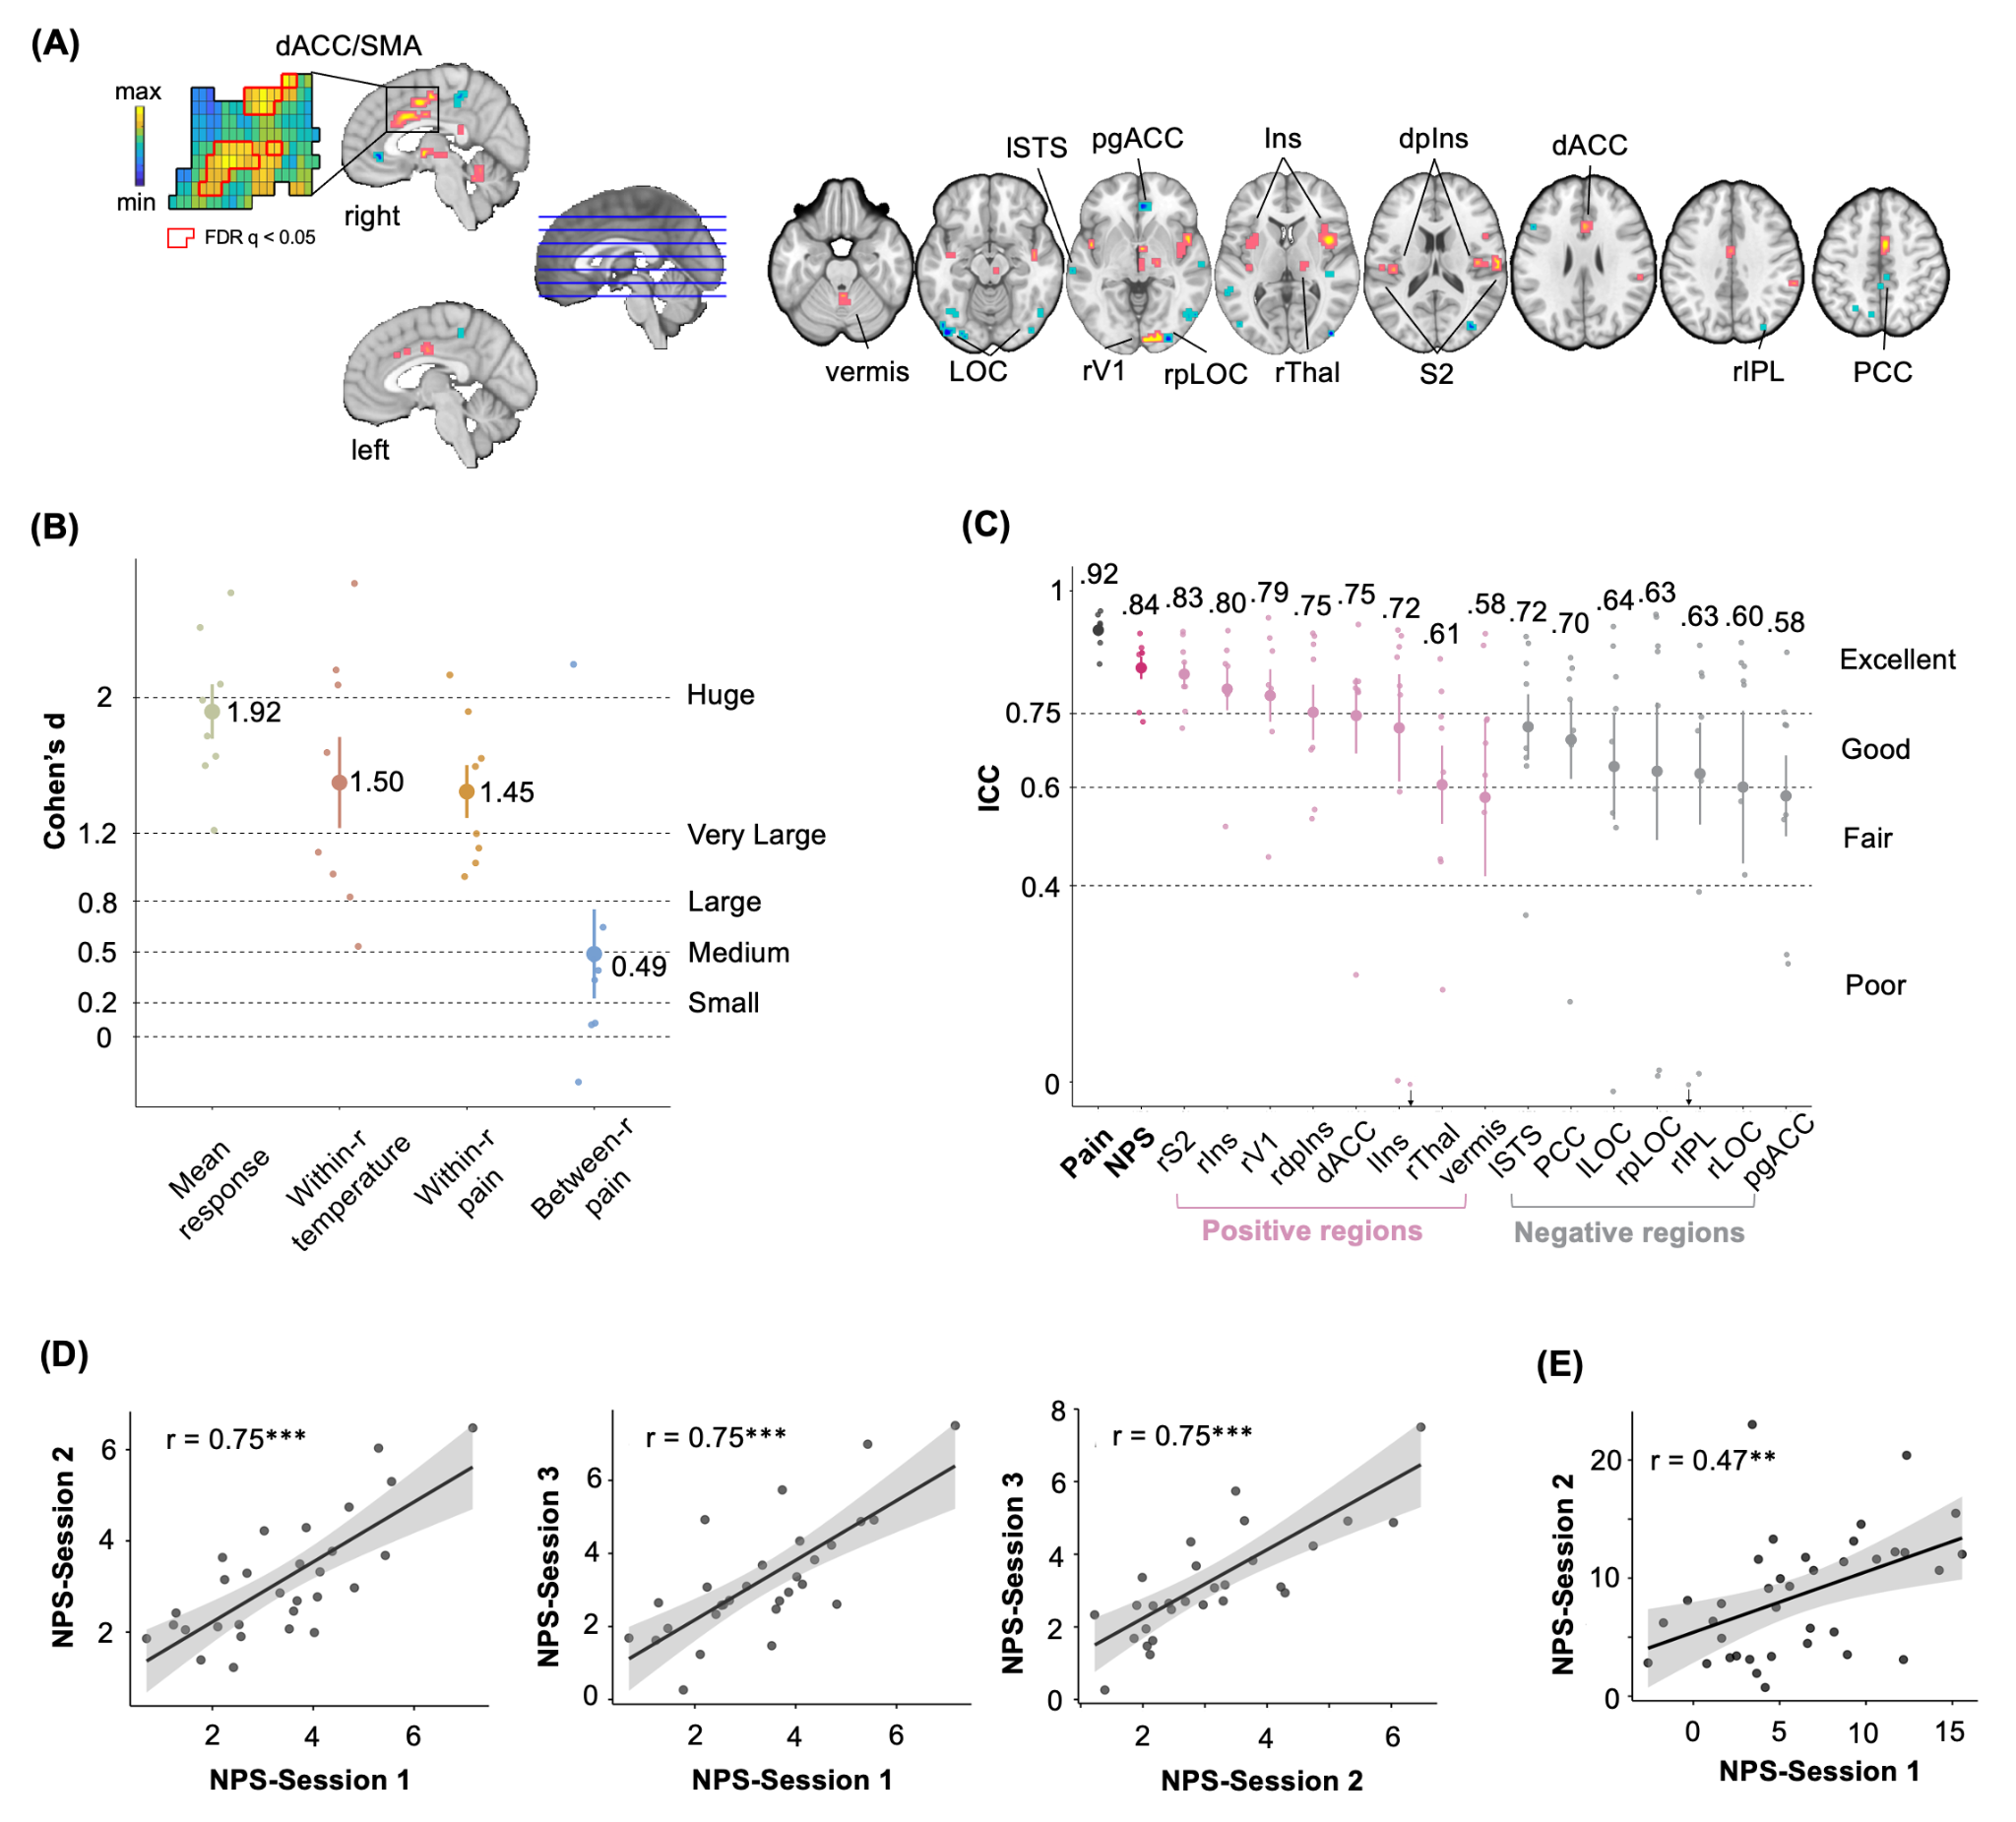 (A)
dACC/SMA
max
min
FDR q < 0.05
right
left
lSTS
pgACC
Ins
dpIns
dACC
vermis
LOC
rV1
rpLOC
rThal
S2
rIPL
PCC
(B)
Cohen's d
2
1.2
0.8
0.5
0.2
0
1.92
1.50
1.45
0.49
Huge
Very Large
Large
Medium
Small
Mean
response
Within-r
temperature
Within-r
pain
Between-r
pain
(C)
ICC
1
0.75
0.6
0.4
0
.92
.84
.83
.80
.79
.75
.75
.72
.61
.58
.72
.70
.64
.63
.63
.60
.58
Excellent
Good
Fair
Poor
Pain
NPS
rS2
rIns
rV1
rdpIns
dACC
lIns
rThal
vermis
lSTS
PCC
lLOC
rpLOC
rIPL
rLOC
pgACC
Positive regions
Negative regions
(D)
r = 0.75***
NPS-Session 2
6
4
2
2 4 6
NPS-Session 1
r = 0.75***
NPS-Session 3
6
4
2
0
2 4 6
NPS-Session 1
r = 0.75***
NPS-Session 3
8
6
4
2
0
2 4 6
NPS-Session 2
(E)
r = 0.47**
NPS-Session 2
20
10
0
0 5 10 15
NPS-Session 1